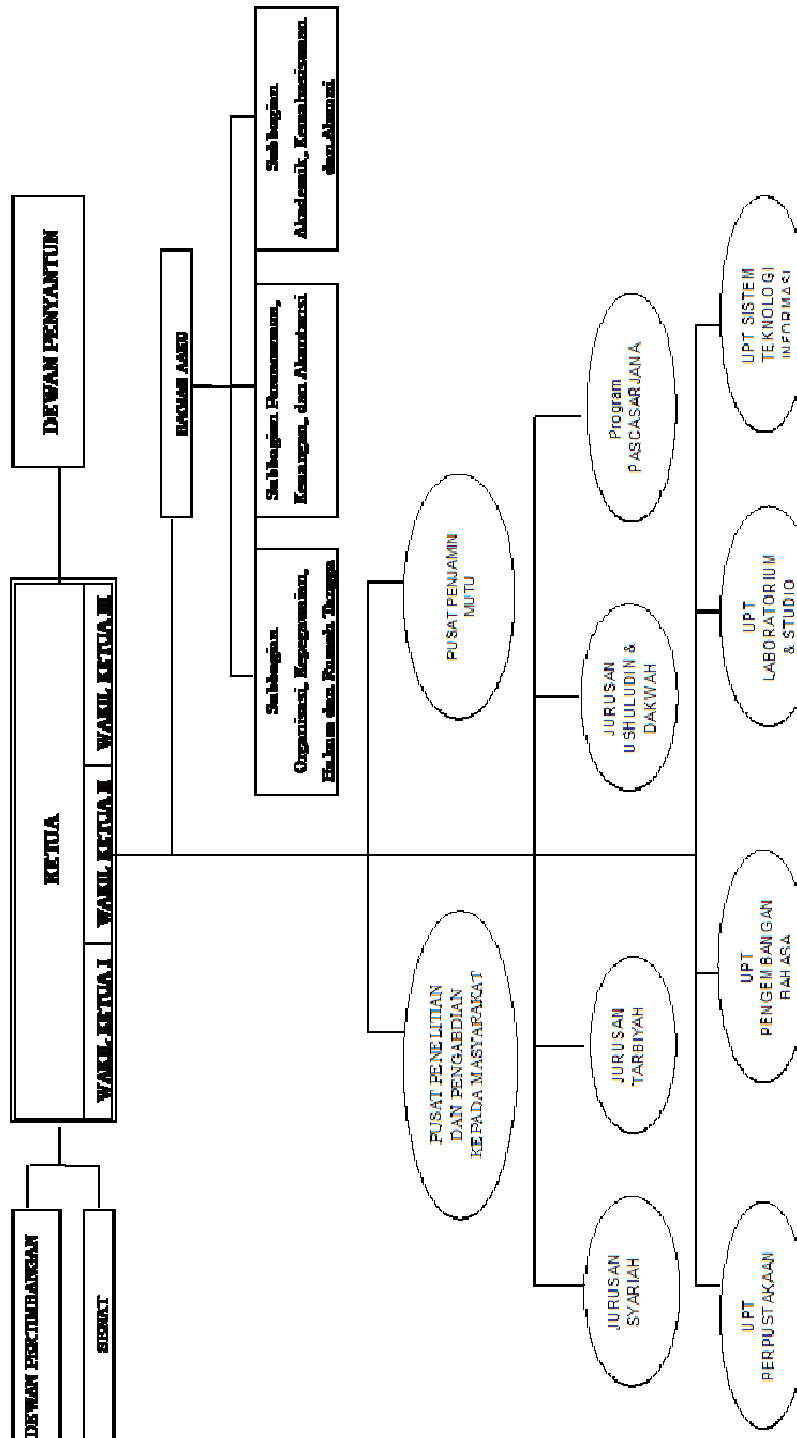 DEWAN PERTIMBANGAN
SENAT
KETUA
WAKIL KETUA I
WAKIL KETUA II
WAKIL KETUA III
DEWAN PENYANTUN
BAGIAN AAKU
Subbagian
Organisasi, Kepegawaian,
Hukum dan Rumah Tangga
Subbagian Perencanaan,
Keuangan, dan Akuntansi
Subbagian
Akademik, Kemahasiswaan
dan Alumni
PUSAT PENELITIAN
DAN PENGABDIAN
KEPADA MASYARAKAT
PUSAT PENJAMIN
MUTU
JURUSAN
SYARIAH
JURUSAN
TARBIYAH
JURUSAN
USHULUDIN &
DAKWAH
Program
PASCASARJANA
UPT
PERPUSTAKAAN
UPT
PENGEMBANGAN
BAHASA
UPT
LABORATORIUM
& STUDIO
UPT SISTEM
TEKNOLOGI
INFORMASI